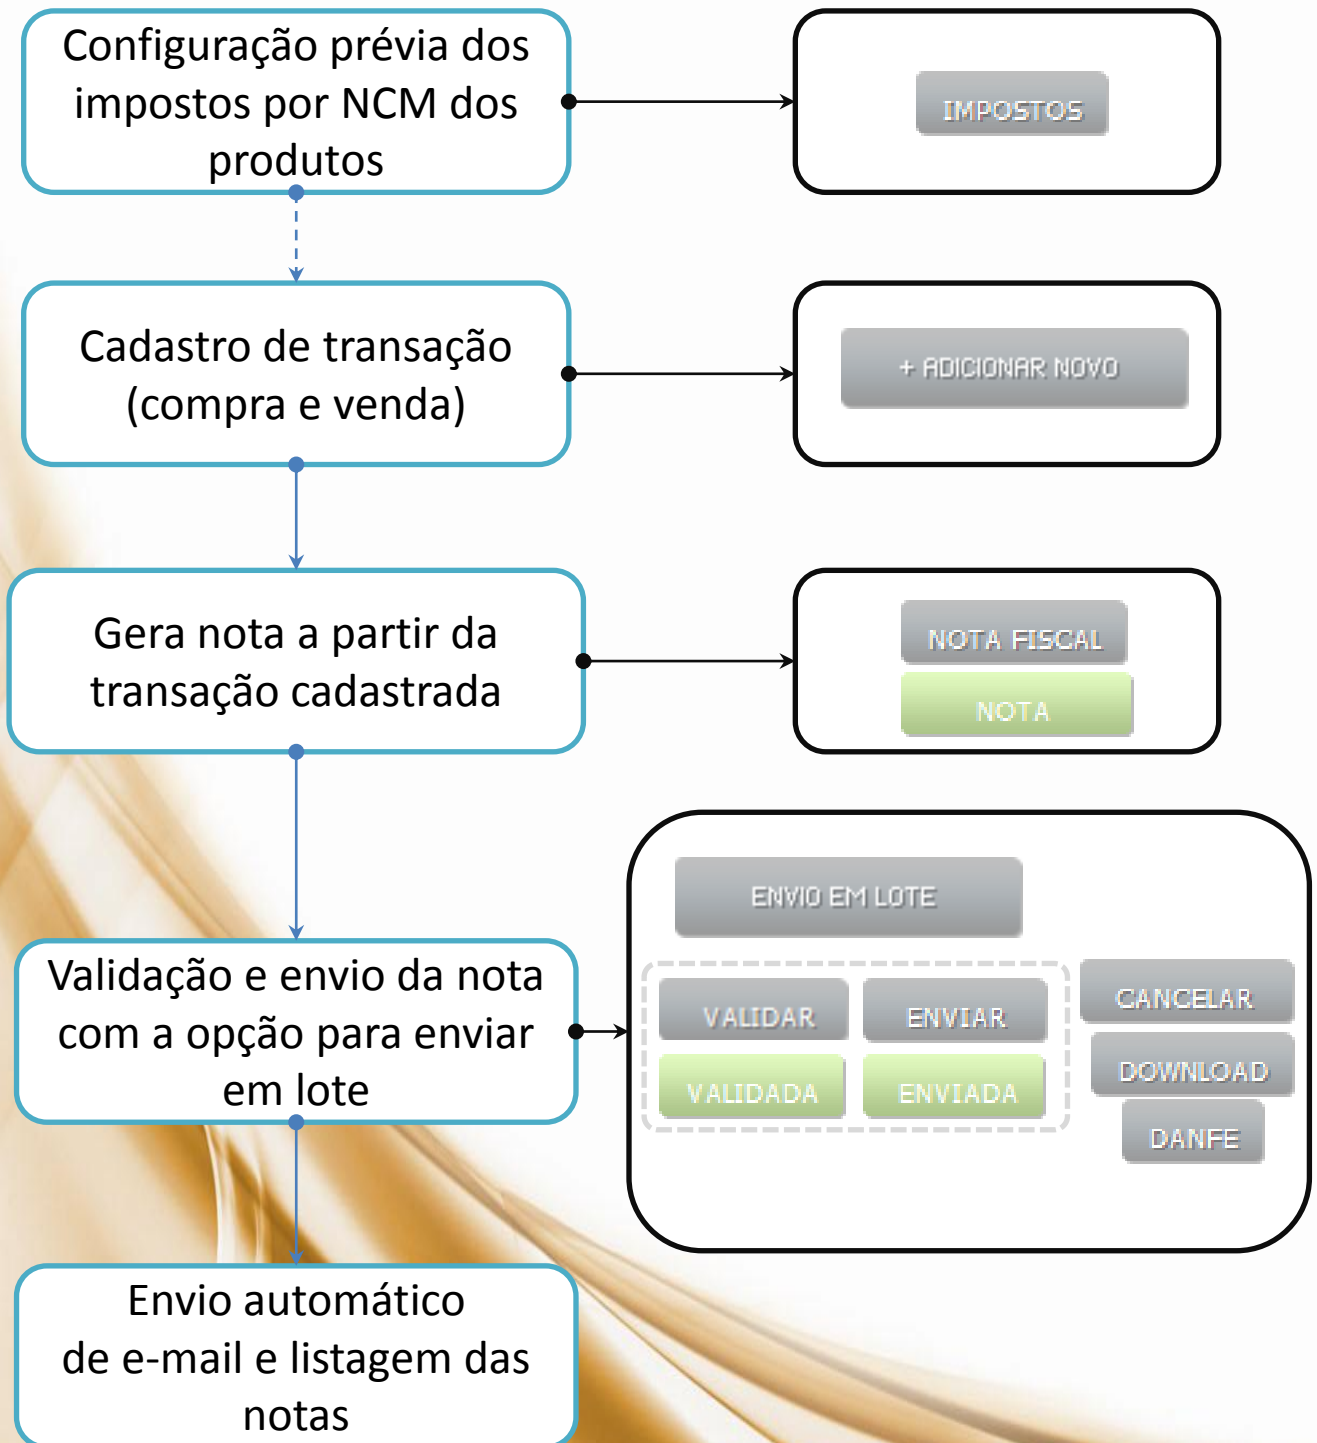 Configuração prévia dos
impostos por NCM dos
produtos
IMPOSTOS
Cadastro de transação
(compra e venda)
+ ADICIONAR NOVO
Gera nota a partir da
transação cadastrada
NOTA FISCAL
NOTA
Validação e envio da nota
com a opção para enviar
em lote
ENVIO EM LOTE
VALIDAR
ENVIAR
VALIDADA
ENVIADA
CANCELAR
DOWNLOAD
DANFE
Envio automático
de e-mail e listagem das
notas